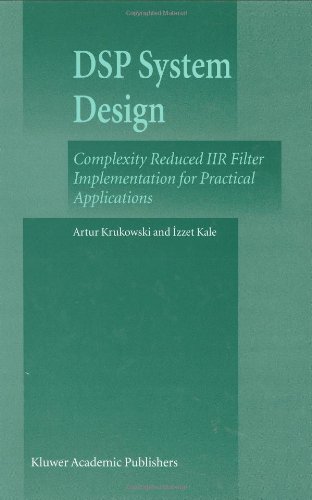 DSP System
Design
Complexity Reduced IIR Filter
Implementation for Practical
Applications
Artur Krukowski and İzzet Kale
Kluwer Academic Publishers